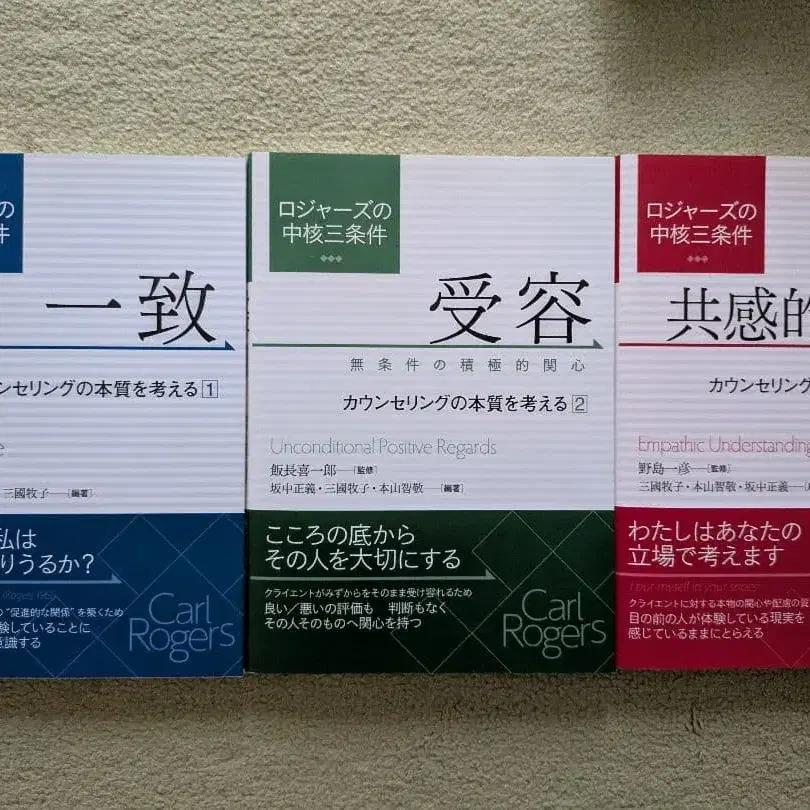 の
件
一致
ンセリングの本質を考える1
e
三國牧子──[編著]
私は
りうるか?
の“促進的な関係”を築くため
験していることに
意識する
Carl
Rogers
ロジャーズの
中核三条件
受容
無条件の積極的関心
カウンセリングの本質を考える2
Unconditional Positive Regards
飯長喜一郎──[監修]
坂中正義・三國牧子・本山智敬──[編著]
こころの底から
その人を大切にする
クライエントがみずからをそのまま受け容れるため
良い/悪いの評価も 判断もなく
その人そのものへ関心を持つ
Carl
Rogers
ロジャーズの
中核三条件
共感的
カウンセリング
Empathic Understanding
野島一彦──[監修]
三國牧子・本山智敬・坂中正義──[
わたしはあなたの
立場で考えます
クライエントに対する本物の関心や配慮の質
目の前の人が体験している現実を
感じているままにとらえる